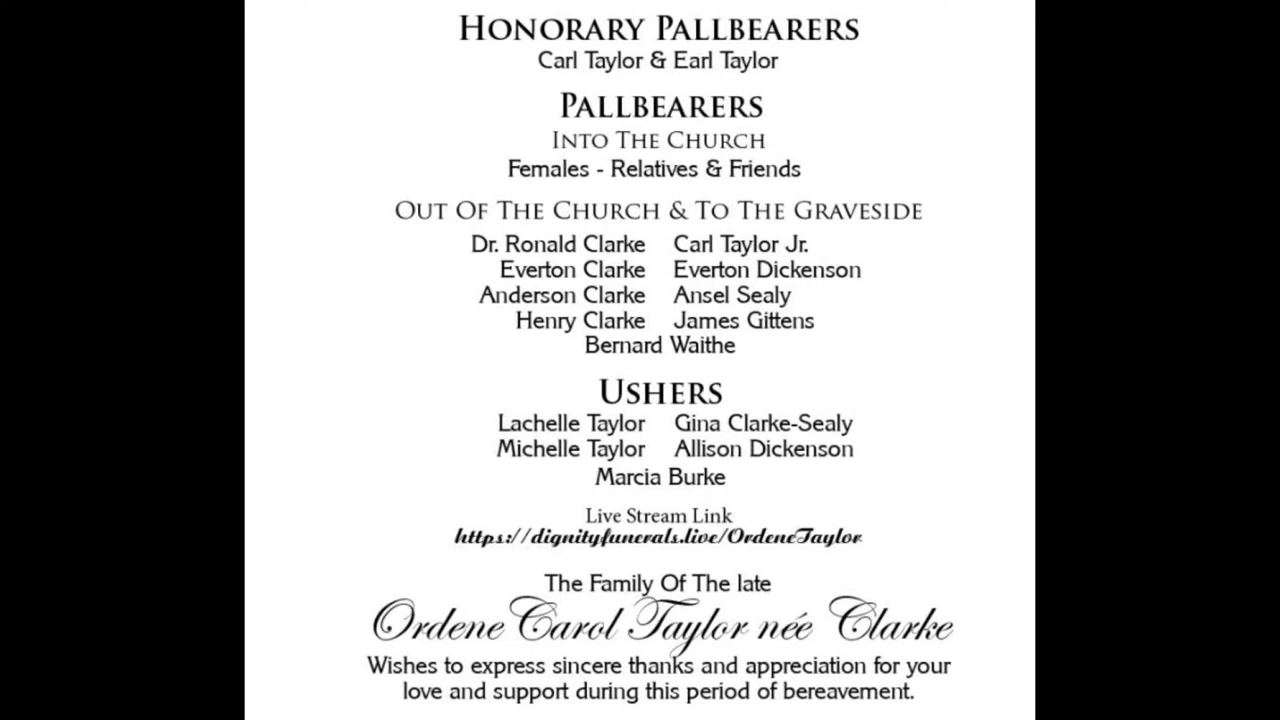 HONORARY PALLBEARERS
Carl Taylor & Earl Taylor
PALLBEARERS
INTO THE CHURCH
Females - Relatives & Friends
OUT OF THE CHURCH & TO THE GRAVESIDE
Dr. Ronald Clarke Carl Taylor Jr.
Everton Clarke Everton Dickenson
Anderson Clarke Ansel Sealy
Henry Clarke James Gittens
Bernard Waithe
USHERS
Lachelle Taylor Gina Clarke-Sealy
Michelle Taylor Allison Dickenson
Marcia Burke
Live Stream Link
https://dignityfunerals.live/OrdeneTaylor
The Family Of The late
Ordene Carol Taylor née Clarke
Wishes to express sincere thanks and appreciation for your
love and support during this period of bereavement.